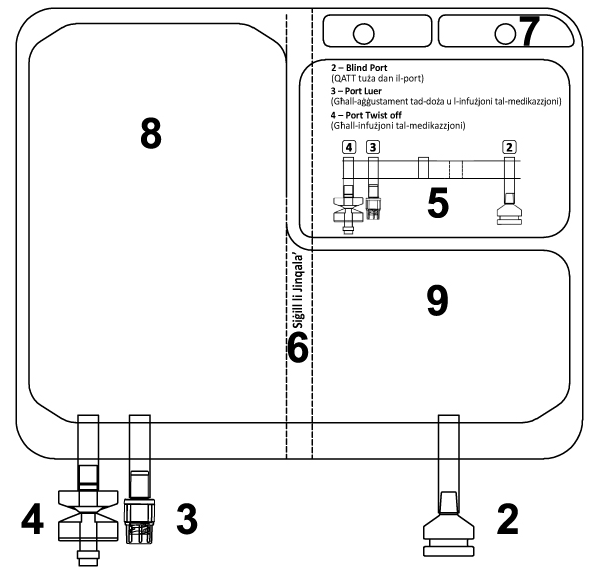 7
2 – Blind Port
(QATT tuża dan il-port)
3 – Port Luer
(Għall-aġġustament tad-doża u l-infużjoni tal-medikazzjoni)
4 – Port Twist off
(Għall-infużjoni tal-medikazzjoni)
4 3 2
5
8
9
Siġill li Jinqala’
6
4 3 2